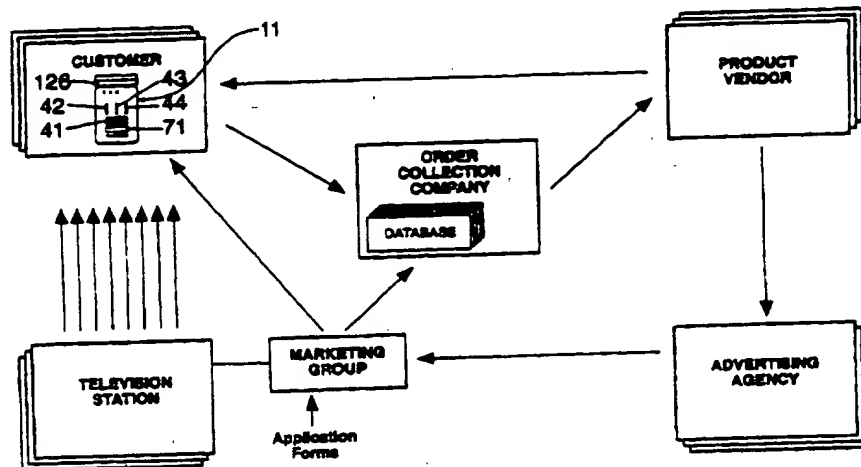 11
CUSTOMER
126
43
42
44
41
71
PRODUCT
VENDOR
ORDER
COLLECTION
COMPANY
DATABASE
TELEVISION
STATION
MARKETING
GROUP
Application
Forms
ADVERTISING
AGENCY